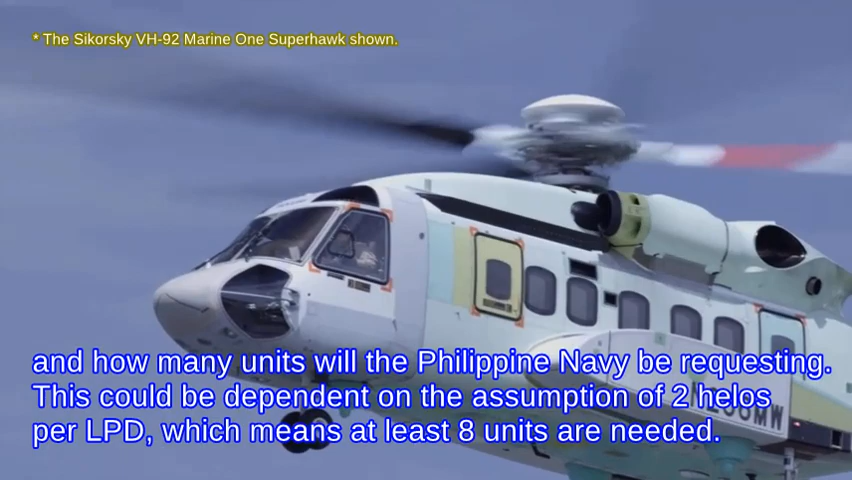 * The Sikorsky VH-92 Marine One Superhawk shown.
and how many units will the Philippine Navy be requesting.
This could be dependent on the assumption of 2 helos
per LPD, which means at least 8 units are needed.